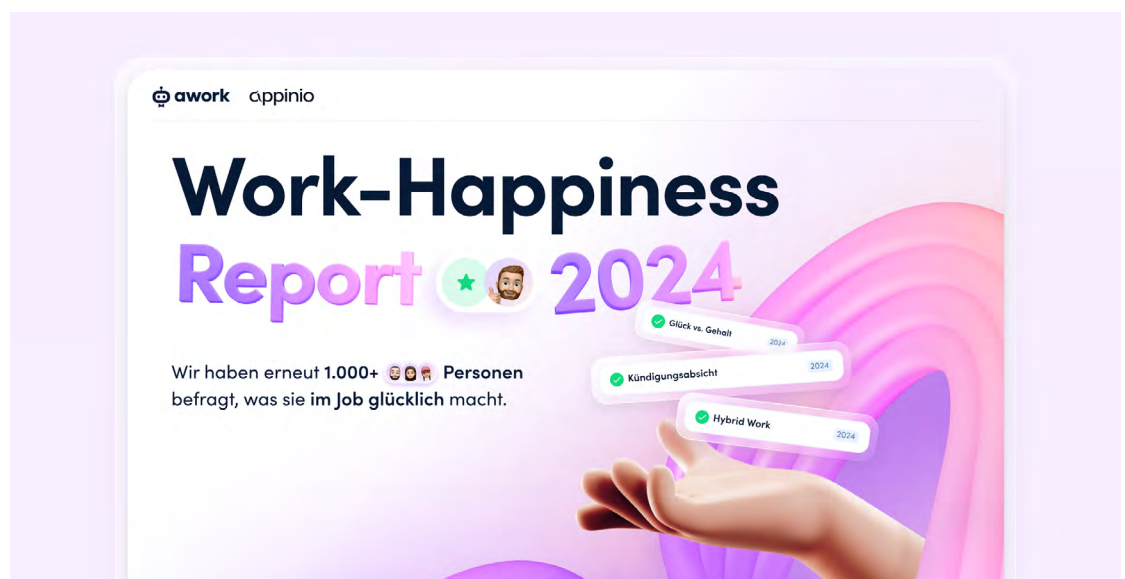 awork appinio
Work-Happiness
Report 2024
Glück vs. Gehalt 2024
Kündigungsabsicht 2024
Hybrid Work 2024
Wir haben erneut 1.000+ Personen
befragt, was sie im Job glücklich macht.